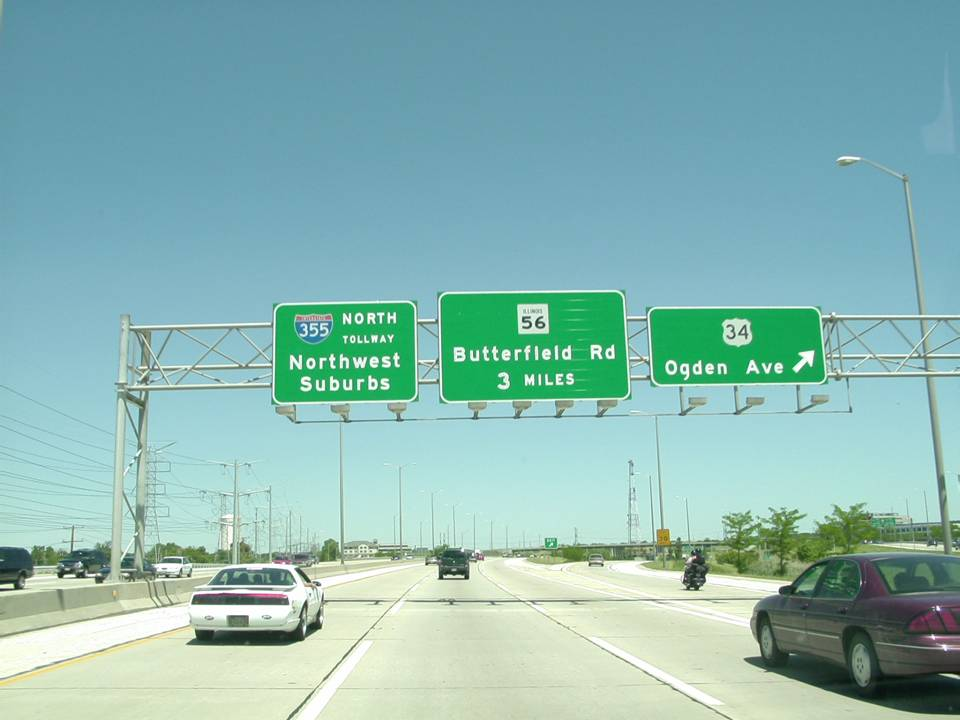 INTERSTATE
355
NORTH
TOLLWAY
Northwest
Suburbs
ILLINOIS
56
Butterfield Rd
3 MILES
34
Ogden Ave